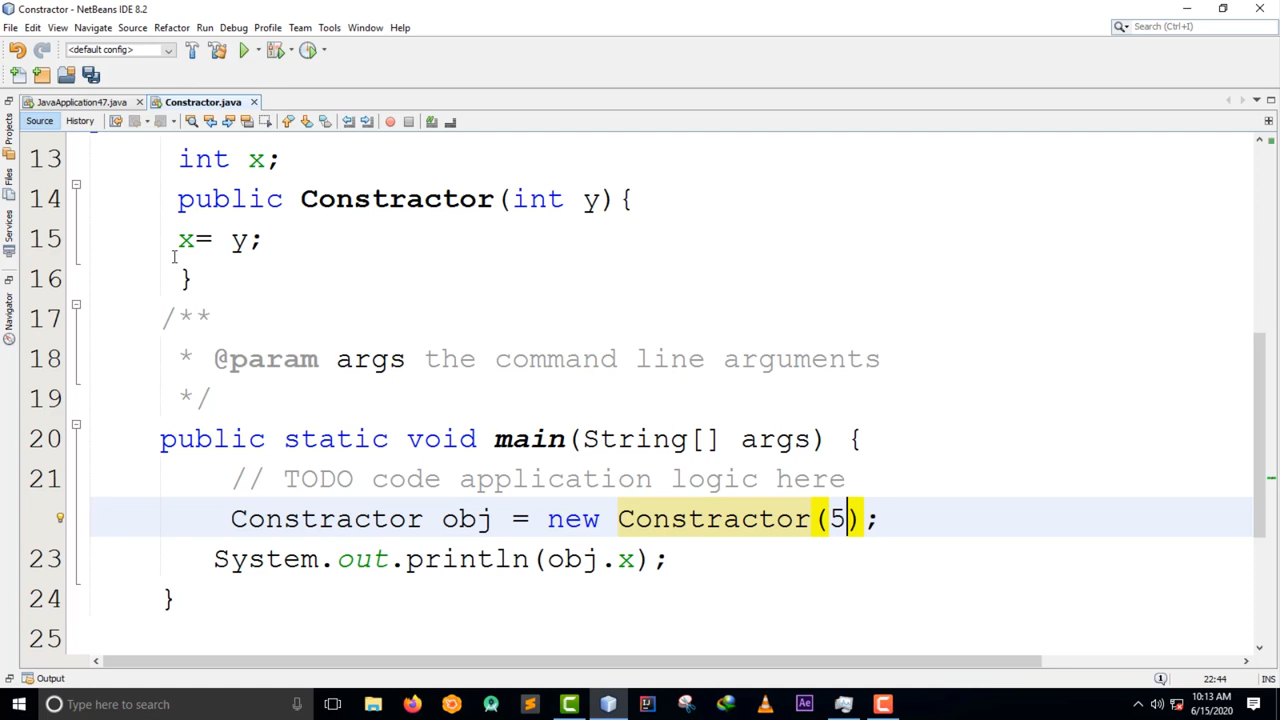 Constractor - NetBeans IDE 8.2
File Edit View Navigate Source Refactor Run Debug Profile Team Tools Window Help
Search (Ctrl+I)
<default config>
JavaApplication47.java Constractor.java
Source History
Projects
Files
Services
Navigator
13 int x;
14 public Constractor(int y){
15 x= y;
16 }
17 /**
18 * @param args the command line arguments
19 */
20 public static void main(String[] args) {
21 // TODO code application logic here
Constractor obj = new Constractor(5);
23 System.out.println(obj.x);
24 }
25
Output
22:44 INS
Type here to search
10:13 AM
6/15/2020